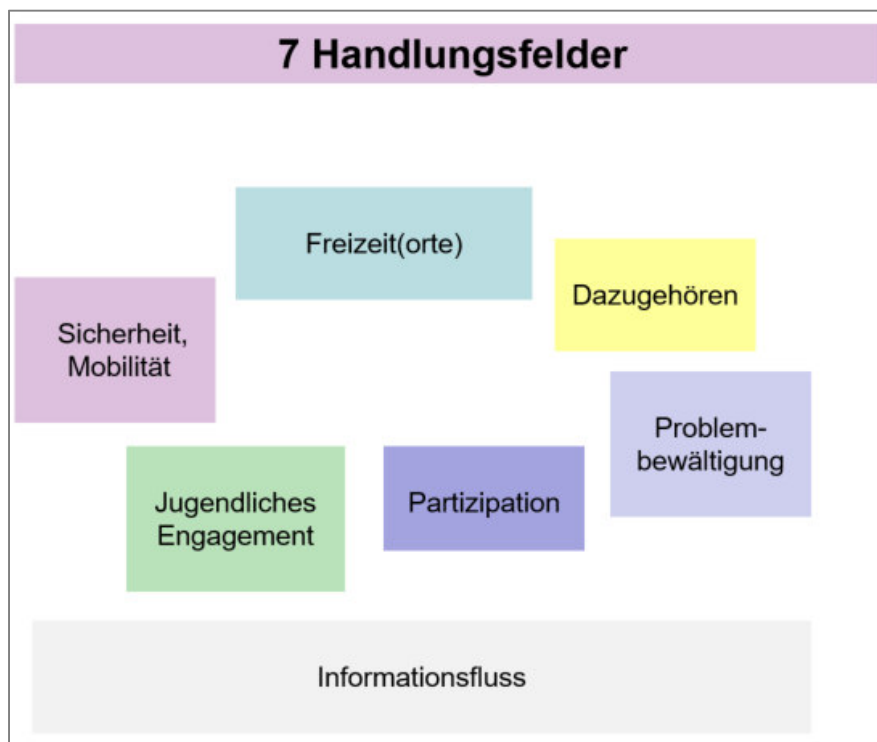 7 Handlungsfelder
Freizeit(orte)
Dazugehören
Sicherheit,
Mobilität
Problem-
bewältigung
Jugendliches
Engagement
Partizipation
Informationsfluss